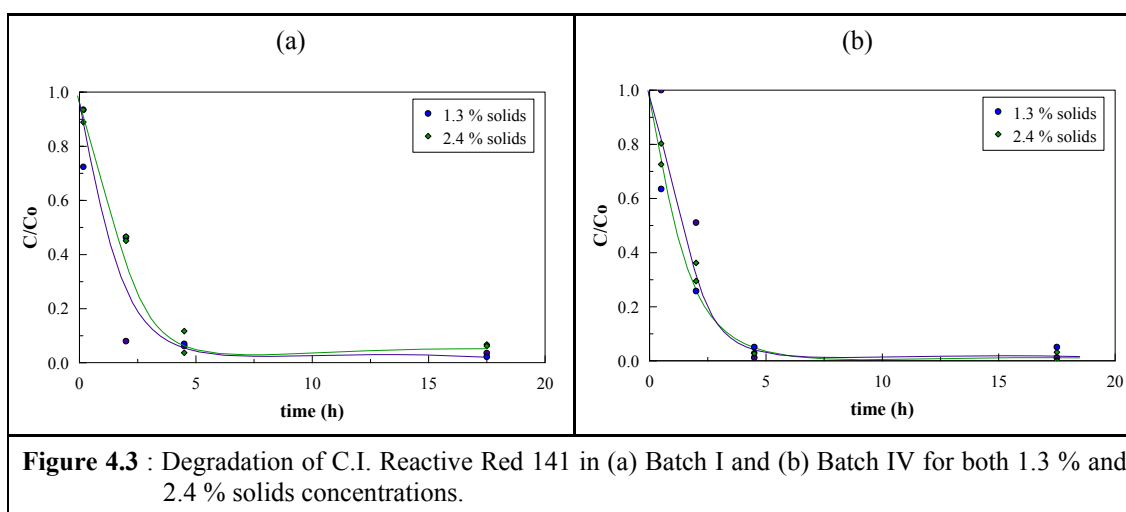 (a)
1.0
0.8
0.6
0.4
0.2
0.0
C/Co
0 5 10 15 20
time (h)
1.3 % solids
2.4 % solids
(b)
1.0
0.8
0.6
0.4
0.2
0.0
C/Co
0 5 10 15 20
time (h)
1.3 % solids
2.4 % solids
Figure 4.3 : Degradation of C.I. Reactive Red 141 in (a) Batch I and (b) Batch IV for both 1.3 % and
2.4 % solids concentrations.